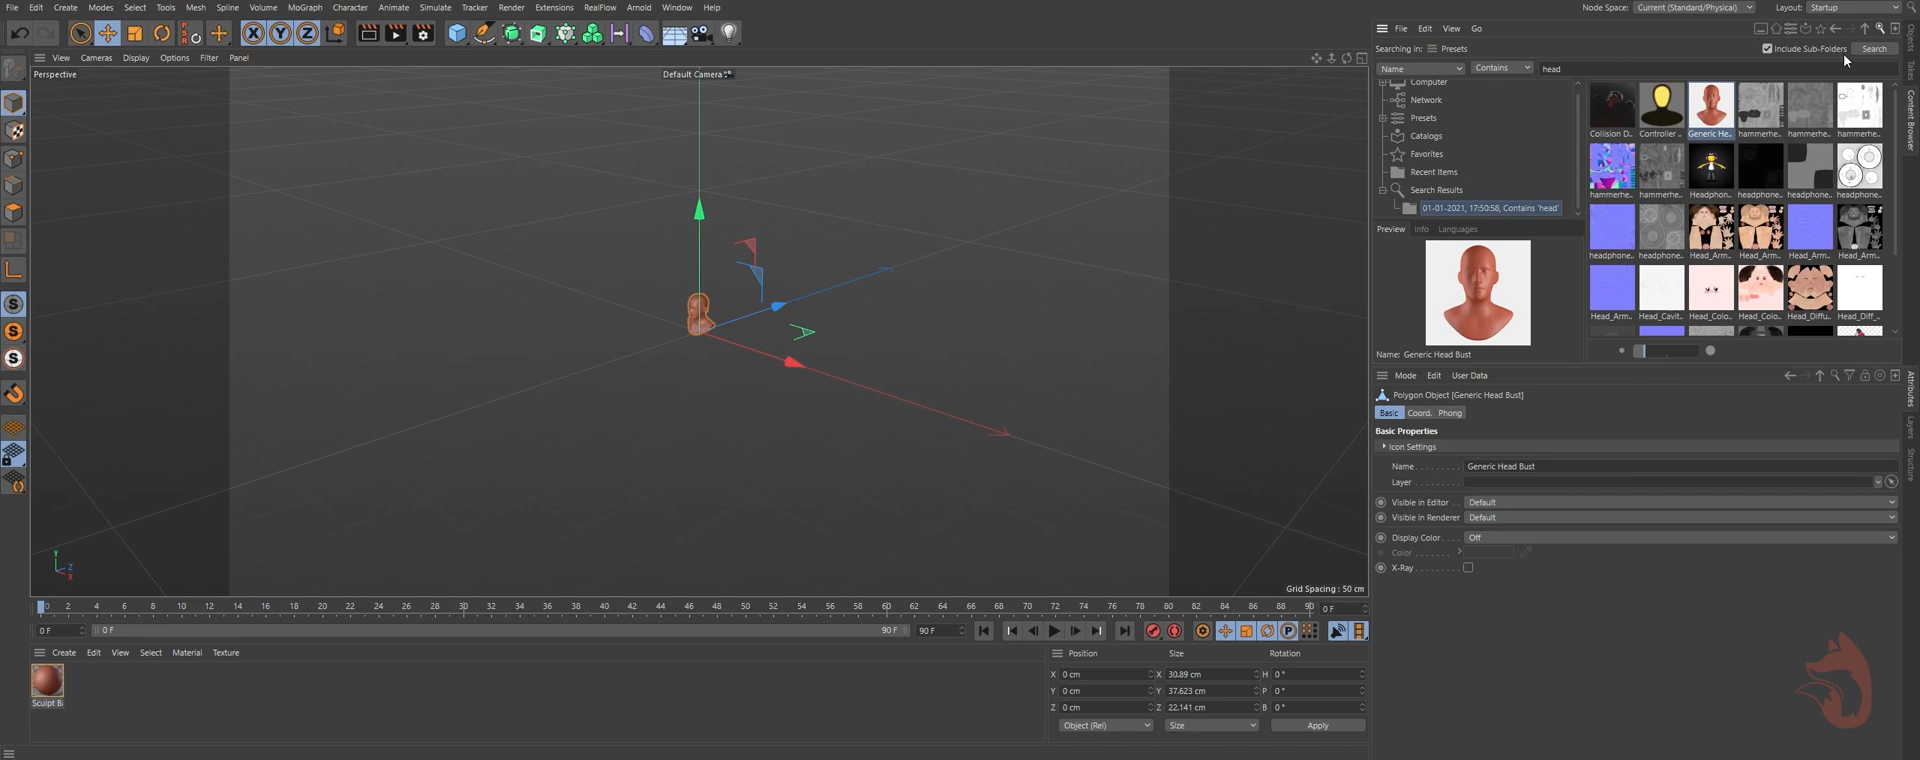 File Edit Create Modes Select Tools Mesh Spline Volume MoGraph Character Animate Simulate Tracker Render Extensions RealFlow Arnold Window Help
Node Space: Current (Standard/Physical) Layout: Startup
View Cameras Display Options Filter Panel
Perspective
Default Camera
Grid Spacing : 50 cm
0 2 4 6 8 10 12 14 16 18 20 22 24 26 28 30 32 34 36 38 40 42 44 46 48 50 52 54 56 58 60 62 64 66 68 70 72 74 76 78 80 82 84 86 88 90 0 F
0 F 0 F 90 F 90 F
Create Edit View Select Material Texture
Sculpt B
Position Size Rotation
X 0 cm X 30.89 cm H 0 °
Y 0 cm Y 37.623 cm P 0 °
Z 0 cm Z 22.141 cm B 0 °
Object (Rel) Size Apply
File Edit View Go
Searching in: Presets Include Sub-Folders Search
Name Contains head
Computer
Network
Presets
Catalogs
Favorites
Recent Items
Search Results
01-01-2021, 17:50:58, Contains 'head'
Collision D.. Controller .. Generic He.. hammerhe.. hammerhe.. hammerhe..
hammerhe.. hammerhe.. Headphon.. headphone.. headphone.. headphone..
headphone.. headphone.. Head_Arm.. Head_Arm.. Head_Arm.. Head_Arm..
Head_Arm.. Head_Cavit.. Head_Colo.. Head_Colo.. Head_Diffu.. Head_Diff_..
Preview Info Languages
Name: Generic Head Bust
Mode Edit User Data
Polygon Object [Generic Head Bust]
Basic Coord. Phong
Basic Properties
Icon Settings
Name . . . . . . . . . Generic Head Bust
Layer . . . . . . . . .
Visible in Editor . . Default
Visible in Renderer Default
Display Color . . . . Off
Color . . . . . . .
X-Ray . . . . . . . . .
Objects
Takes
Content Browser
Attributes
Layers
Structure